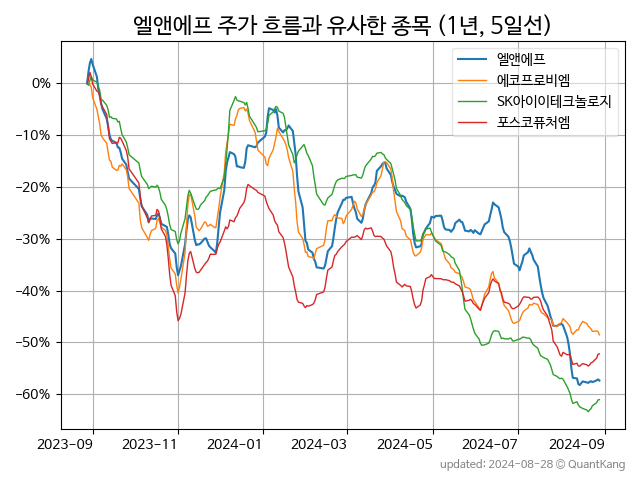 엘앤에프 주가 흐름과 유사한 종목 (1년, 5일선)
엘앤에프
에코프로비엠
SK아이이테크놀로지
포스코퓨처엠
0%
−10%
−20%
−30%
−40%
−50%
−60%
2023-09 2023-11 2024-01 2024-03 2024-05 2024-07 2024-09
updated: 2024-08-28 © QuantKang